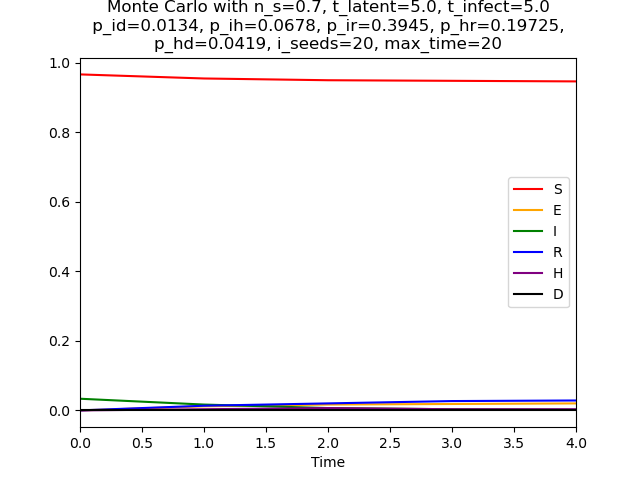 Monte Carlo with n_s=0.7, t_latent=5.0, t_infect=5.0
p_id=0.0134, p_ih=0.0678, p_ir=0.3945, p_hr=0.19725,
p_hd=0.0419, i_seeds=20, max_time=20
1.0
0.8
0.6
0.4
0.2
0.0
S
E
I
R
H
D
0.0 0.5 1.0 1.5 2.0 2.5 3.0 3.5 4.0
Time